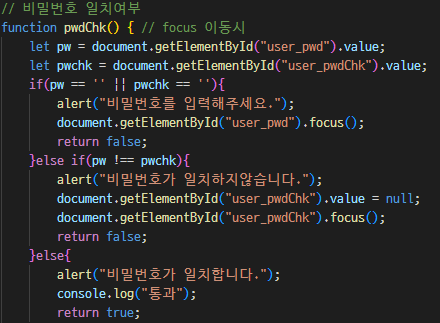 // 비밀번호 일치여부
function pwdChk() { // focus 이동시
    let pw = document.getElementById("user_pwd").value;
    let pwchk = document.getElementById("user_pwdChk").value;
    if(pw == '' || pwchk == ''){
        alert("비밀번호를 입력해주세요.");
        document.getElementById("user_pwd").focus();
        return false;
    }else if(pw !== pwchk){
        alert("비밀번호가 일치하지않습니다.");
        document.getElementById("user_pwdChk").value = null;
        document.getElementById("user_pwdChk").focus();
        return false;
    }else{
        alert("비밀번호가 일치합니다.");
        console.log("통과");
        return true;